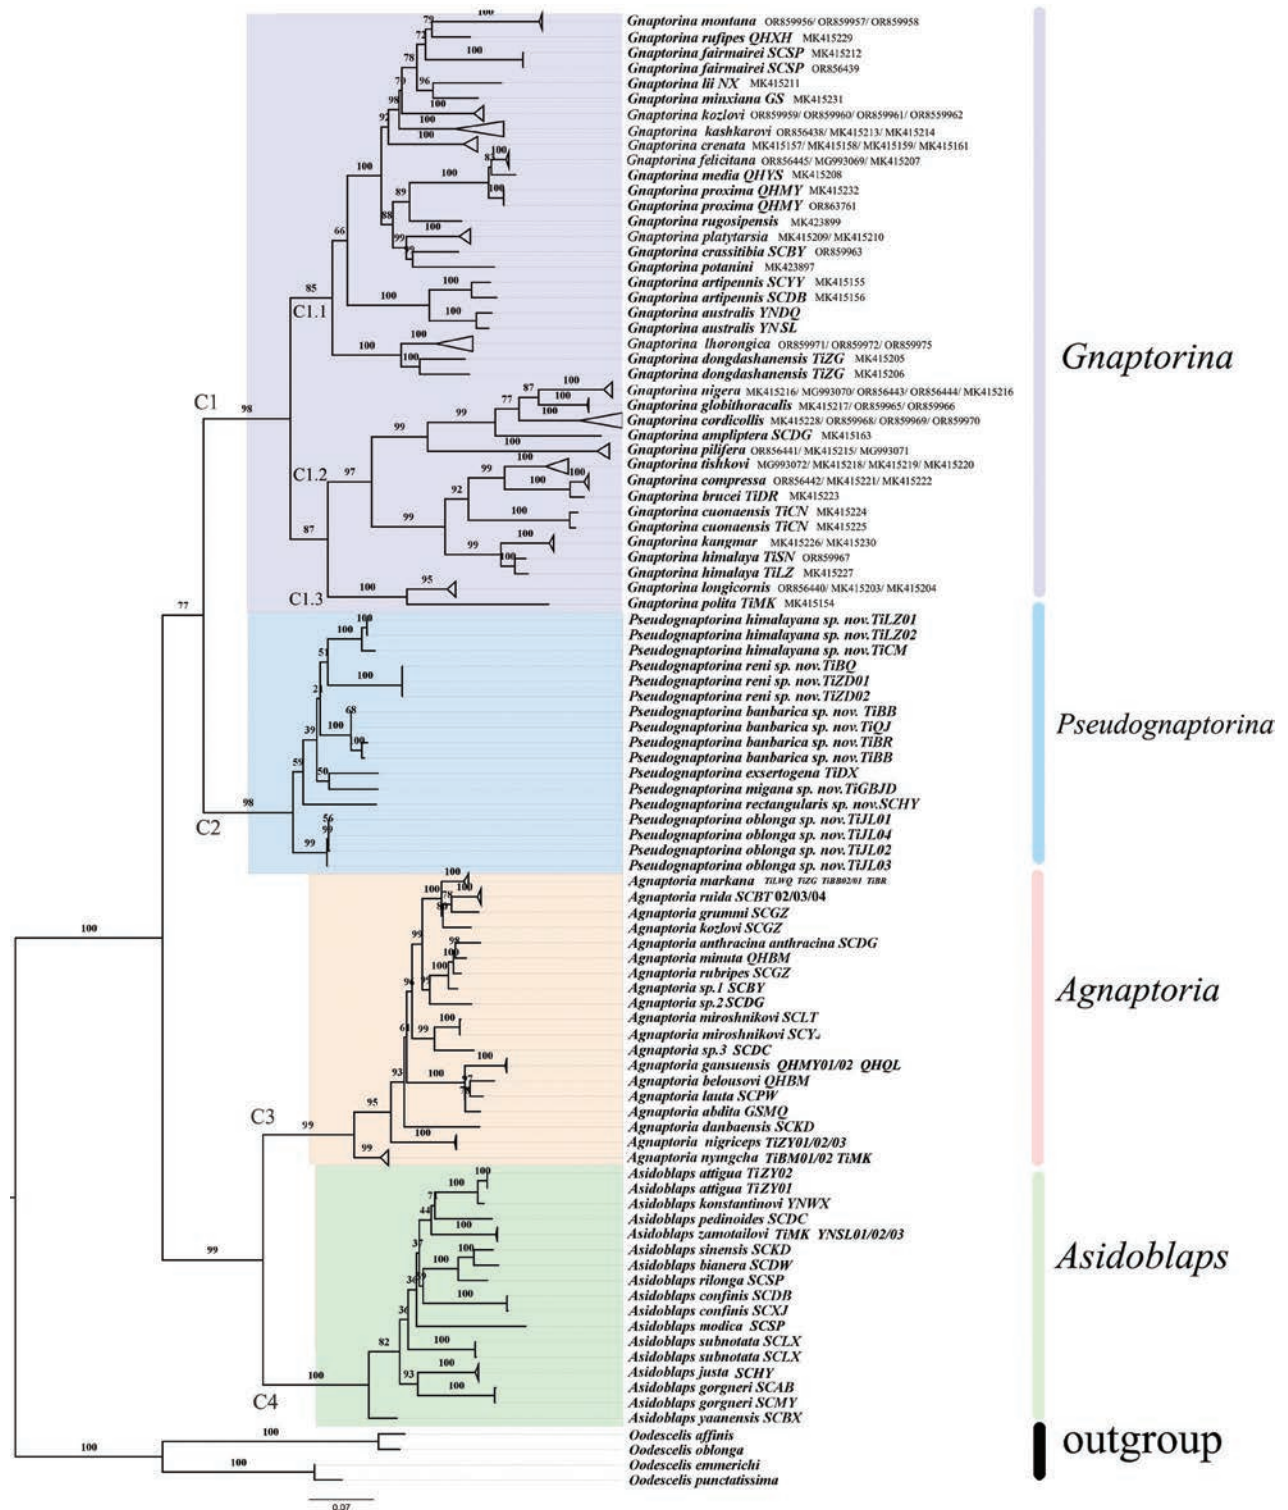 Gnaptorina montana OR859956/ OR859957/ OR859958
Gnaptorina rufipes QHXH MK415229
Gnaptorina fairmairei SCSP MK415212
Gnaptorina fairmairei SCSP OR856439
Gnaptorina lii NX MK415211
Gnaptorina minxiana GS MK415231
Gnaptorina kozlovi OR859959/ OR859960/ OR859961/ OR8559962
Gnaptorina kashkarovi OR856438/ MK415213/ MK415214
Gnaptorina crenata MK415157/ MK415158/ MK415159/ MK415161
Gnaptorina felicitana OR856445/ MG993069/ MK415207
Gnaptorina media QHYS MK415208
Gnaptorina proxima QHMY MK415232
Gnaptorina proxima QHMY OR863761
Gnaptorina rugosipensis MK423899
Gnaptorina platytarsia MK415209/ MK415210
Gnaptorina crassitibia SCBY OR859963
Gnaptorina potanini MK423897
Gnaptorina artipennis SCYY MK415155
Gnaptorina artipennis SCDB MK415156
Gnaptorina australis YNDQ
Gnaptorina australis YNSL
Gnaptorina lhorongica OR859971/ OR859972/ OR859975
Gnaptorina dongdashanensis TiZG MK415205
Gnaptorina dongdashanensis TiZG MK415206
Gnaptorina nigera MK415216/ MG993070/ OR856443/ OR856444/ MK415216
Gnaptorina globithoracalis MK415217/ OR859965/ OR859966
Gnaptorina cordicollis MK415228/ OR859968/ OR859969/ OR859970
Gnaptorina ampliptera SCDG MK415163
Gnaptorina pilifera OR856441/ MK415215/ MG993071
Gnaptorina tishkovi MG993072/ MK415218/ MK415219/ MK415220
Gnaptorina compressa OR856442/ MK415221/ MK415222
Gnaptorina brucei TiDR MK415223
Gnaptorina cuonaensis TiCN MK415224
Gnaptorina cuonaensis TiCN MK415225
Gnaptorina kangmar MK415226/ MK415230
Gnaptorina himalaya TiSN OR859967
Gnaptorina himalaya TiLZ MK415227
Gnaptorina longicornis OR856440/ MK415203/ MK415204
Gnaptorina polita TiMK MK415154
Pseudognaptorina himalayana sp. nov.TiLZ01
Pseudognaptorina himalayana sp. nov.TiLZ02
Pseudognaptorina himalayana sp. nov.TiCM
Pseudognaptorina reni sp. nov.TiBQ
Pseudognaptorina reni sp. nov.TiZD01
Pseudognaptorina reni sp. nov.TiZD02
Pseudognaptorina banbarica sp. nov. TiBB
Pseudognaptorina banbarica sp. nov.TiQJ
Pseudognaptorina banbarica sp. nov.TiBR
Pseudognaptorina banbarica sp. nov.TiBB
Pseudognaptorina exsertogena TiDX
Pseudognaptorina migana sp. nov.TiGBJD
Pseudognaptorina rectangularis sp. nov.SCHY
Pseudognaptorina oblonga sp. nov.TiJL01
Pseudognaptorina oblonga sp. nov.TiJL04
Pseudognaptorina oblonga sp. nov.TiJL02
Pseudognaptorina oblonga sp. nov.TiJL03
Agnaptoria markana TiLWQ TiZG TiBB02/01 TiBR
Agnaptoria ruida SCBT 02/03/04
Agnaptoria grummi SCGZ
Agnaptoria kozlovi SCGZ
Agnaptoria anthracina anthracina SCDG
Agnaptoria minuta QHBM
Agnaptoria rubripes SCGZ
Agnaptoria sp.1 SCBY
Agnaptoria sp.2 SCDG
Agnaptoria miroshnikovi SCLT
Agnaptoria miroshnikovi
Agnaptoria sp.3 SCDC
Agnaptoria gansuensis QHMY01/02 QHQL
Agnaptoria belousovi QHBM
Agnaptoria lauta SCPW
Agnaptoria abdita GSMQ
Agnaptoria danbaensis SCKD
Agnaptoria nigriceps TiZY01/02/03
Agnaptoria nyingcha TiBM01/02 TiMK
Asidoblaps attigua TiZY02
Asidoblaps attigua TiZY01
Asidoblaps konstantinovi YNWX
Asidoblaps pedinoides SCDC
Asidoblaps zamotailovi TiMK YNSL01/02/03
Asidoblaps sinensis SCKD
Asidoblaps bianera SCDW
Asidoblaps rilonga SCSP
Asidoblaps confinis SCDB
Asidoblaps confinis SCXJ
Asidoblaps modica SCSP
Asidoblaps subnotata SCLX
Asidoblaps subnotata SCLX
Asidoblaps justa SCHY
Asidoblaps gorgneri SCAB
Asidoblaps gorgneri SCMY
Asidoblaps yaanensis SCBX
Oodescelis affinis
Oodescelis oblonga
Oodescelis emmerichi
Oodescelis punctatissima
Gnaptorina
Pseudognaptorina
Agnaptoria
Asidoblaps
outgroup
C1
C1.1
C1.2
C1.3
C2
C3
C4
98
85
66
87
97
77
98
100
99
99
100
0.07